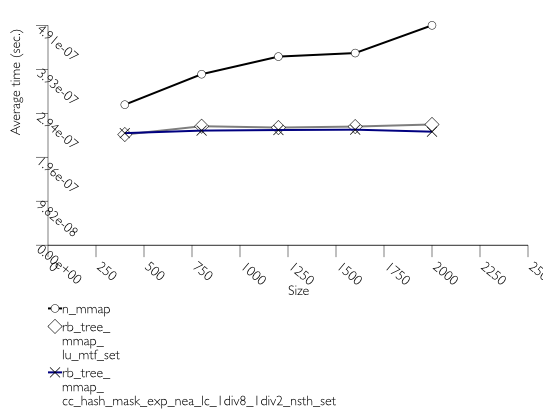 Average time (sec.)
4.91e-07
3.93e-07
2.94e-07
1.96e-07
9.82e-08
0.00e+00
0
250
500
750
1000
1250
1500
1750
2000
2250
Size
n_mmap
rb_tree_
mmap_
lu_mtf_set
rb_tree_
mmap_
cc_hash_mask_exp_nea_lc_1div8_1div2_nsth_set